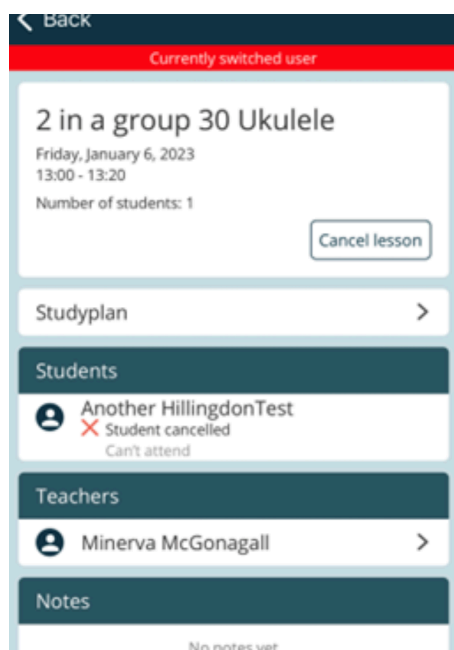 Back
Currently switched user
2 in a group 30 Ukulele
Friday, January 6, 2023
13:00 - 13:20
Number of students: 1
Cancel lesson
Studyplan
Students
Another HillingdonTest
Student cancelled
Can't attend
Teachers
Minerva McGonagall
Notes
No notes yet